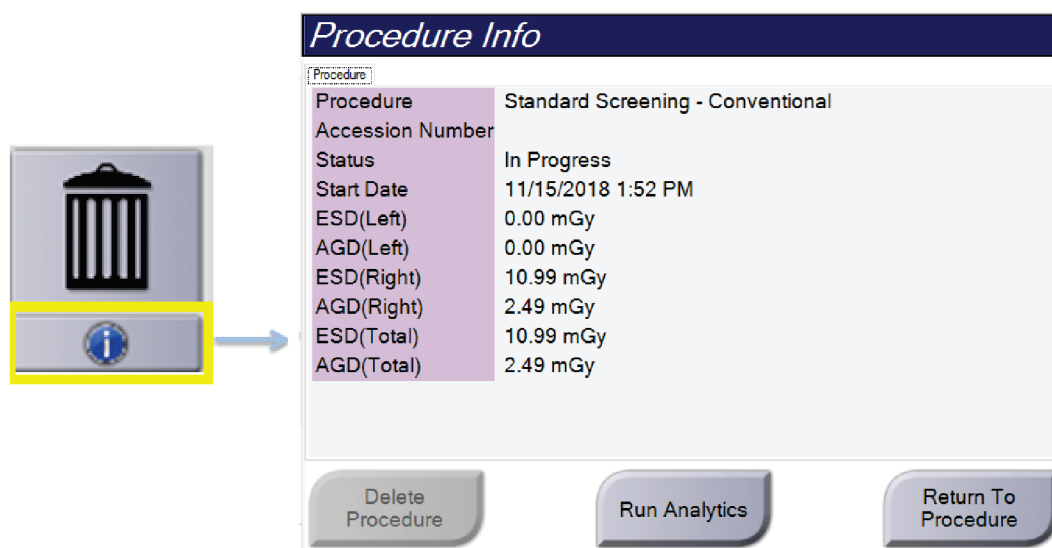 Procedure Info
Procedure
Procedure Standard Screening - Conventional
Accession Number
Status In Progress
Start Date 11/15/2018 1:52 PM
ESD(Left) 0.00 mGy
AGD(Left) 0.00 mGy
ESD(Right) 10.99 mGy
AGD(Right) 2.49 mGy
ESD(Total) 10.99 mGy
AGD(Total) 2.49 mGy
Delete
Procedure
Run Analytics
Return To
Procedure